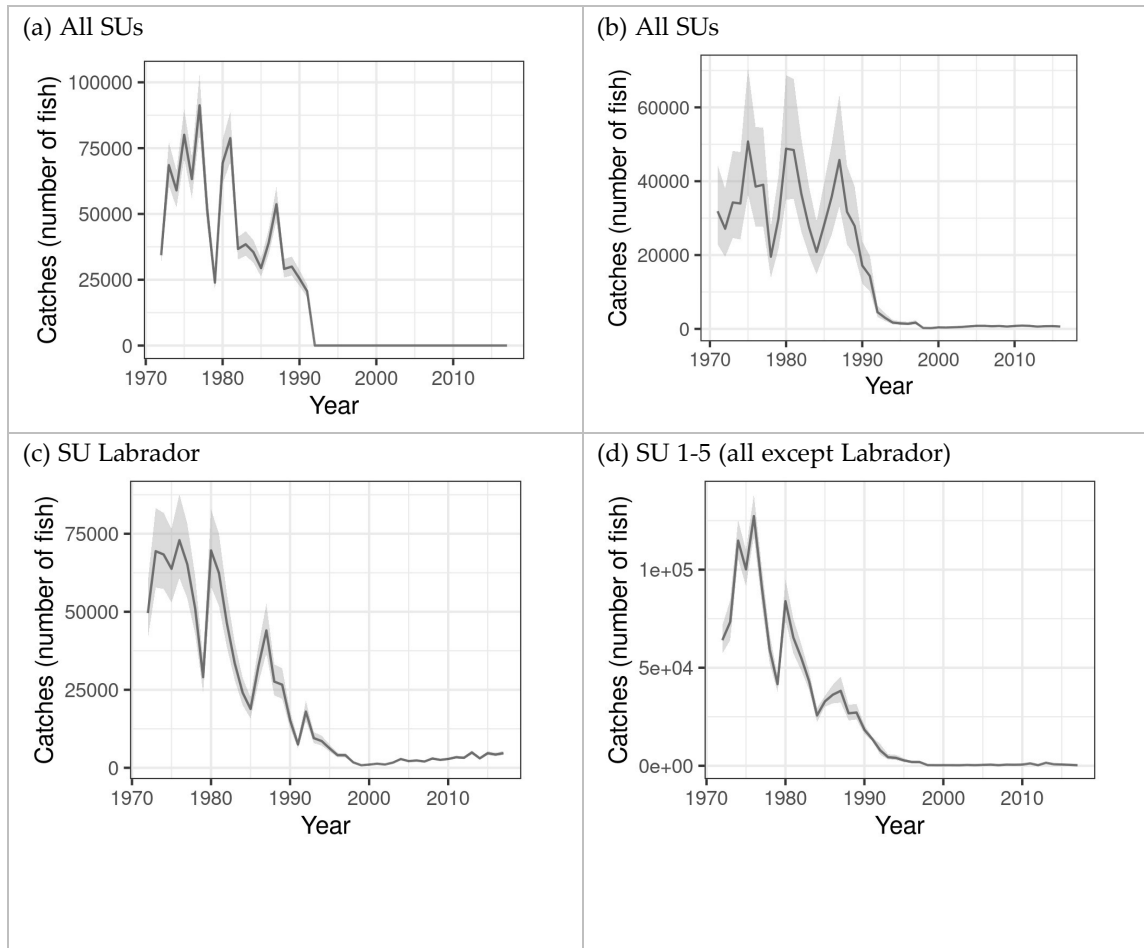 (a) All SUs
Catches (number of fish)
100000
75000
50000
25000
0
1970 1980 1990 2000 2010
Year
(b) All SUs
Catches (number of fish)
60000
40000
20000
0
1970 1980 1990 2000 2010
Year
(c) SU Labrador
Catches (number of fish)
75000
50000
25000
0
1970 1980 1990 2000 2010
Year
(d) SU 1-5 (all except Labrador)
Catches (number of fish)
1e+05
5e+04
0e+00
1970 1980 1990 2000 2010
Year